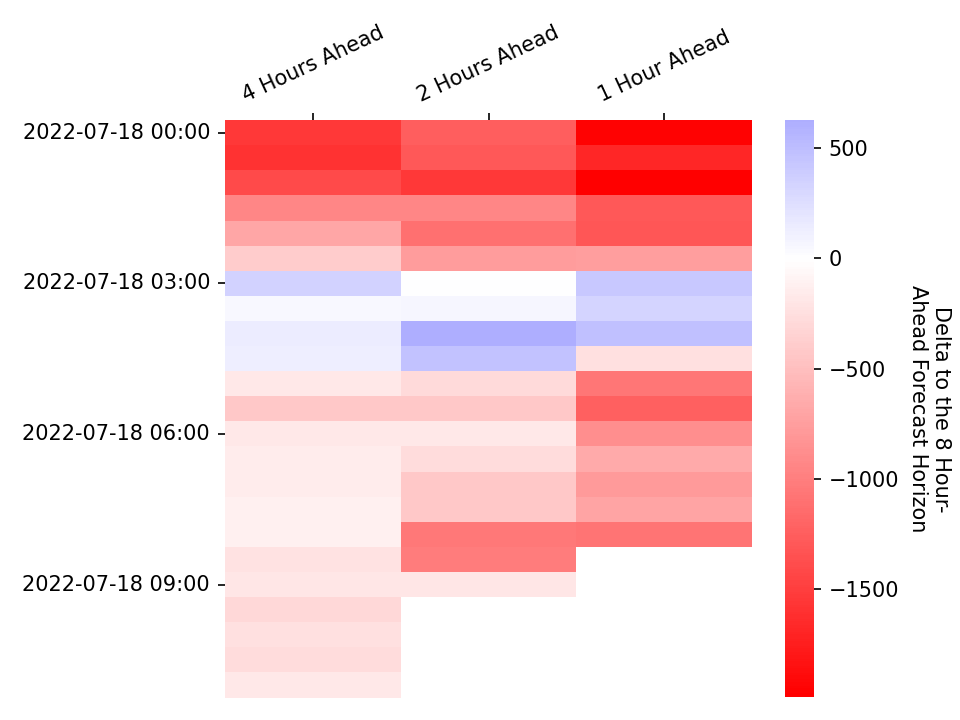 4 Hours Ahead
2 Hours Ahead
1 Hour Ahead
2022-07-18 00:00
2022-07-18 03:00
2022-07-18 06:00
2022-07-18 09:00
500
0
−500
−1000
−1500
Delta to the 8 Hour-
Ahead Forecast Horizon